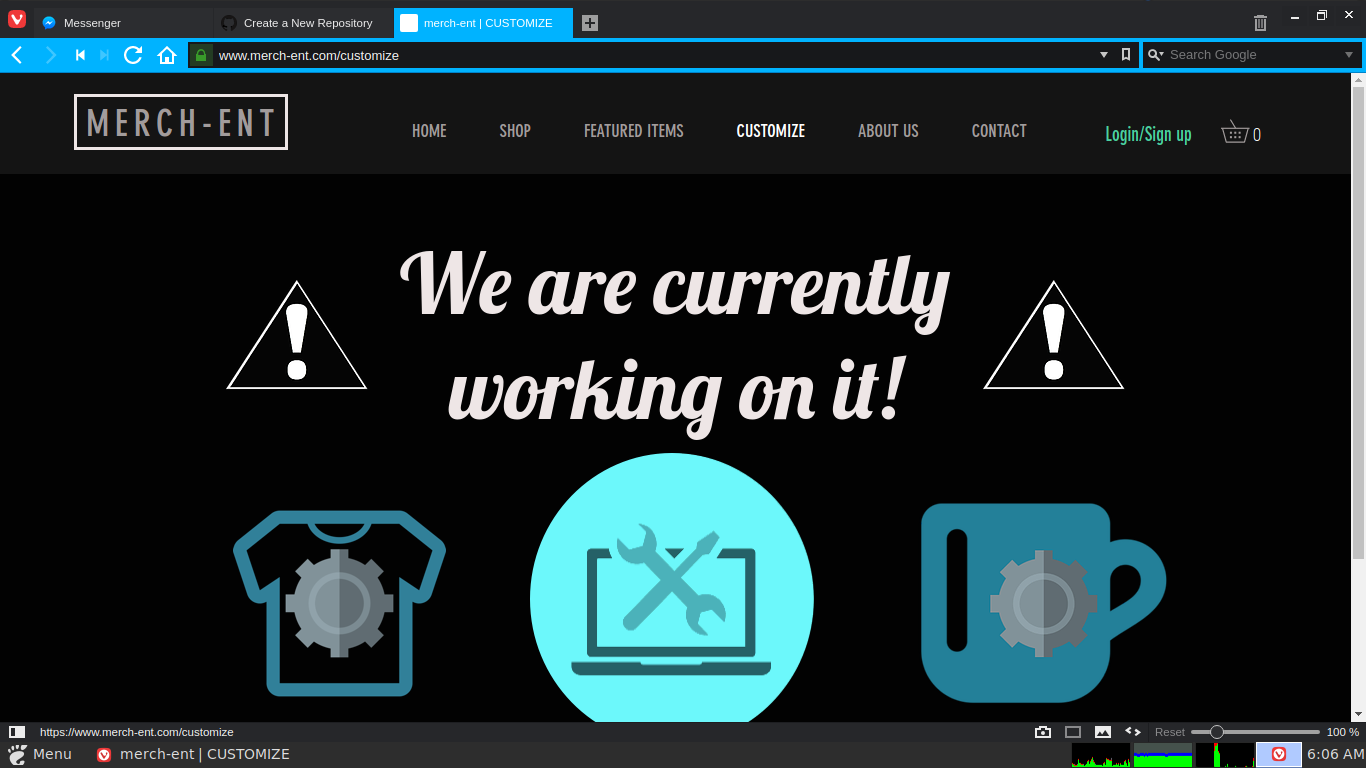 Messenger
Create a New Repository
merch-ent | CUSTOMIZE
www.merch-ent.com/customize
Search Google
MERCH-ENT
HOME
SHOP
FEATURED ITEMS
CUSTOMIZE
ABOUT US
CONTACT
Login/Sign up
0
We are currently
working on it!
https://www.merch-ent.com/customize
Reset
100 %
Menu
merch-ent | CUSTOMIZE
6:06 AM